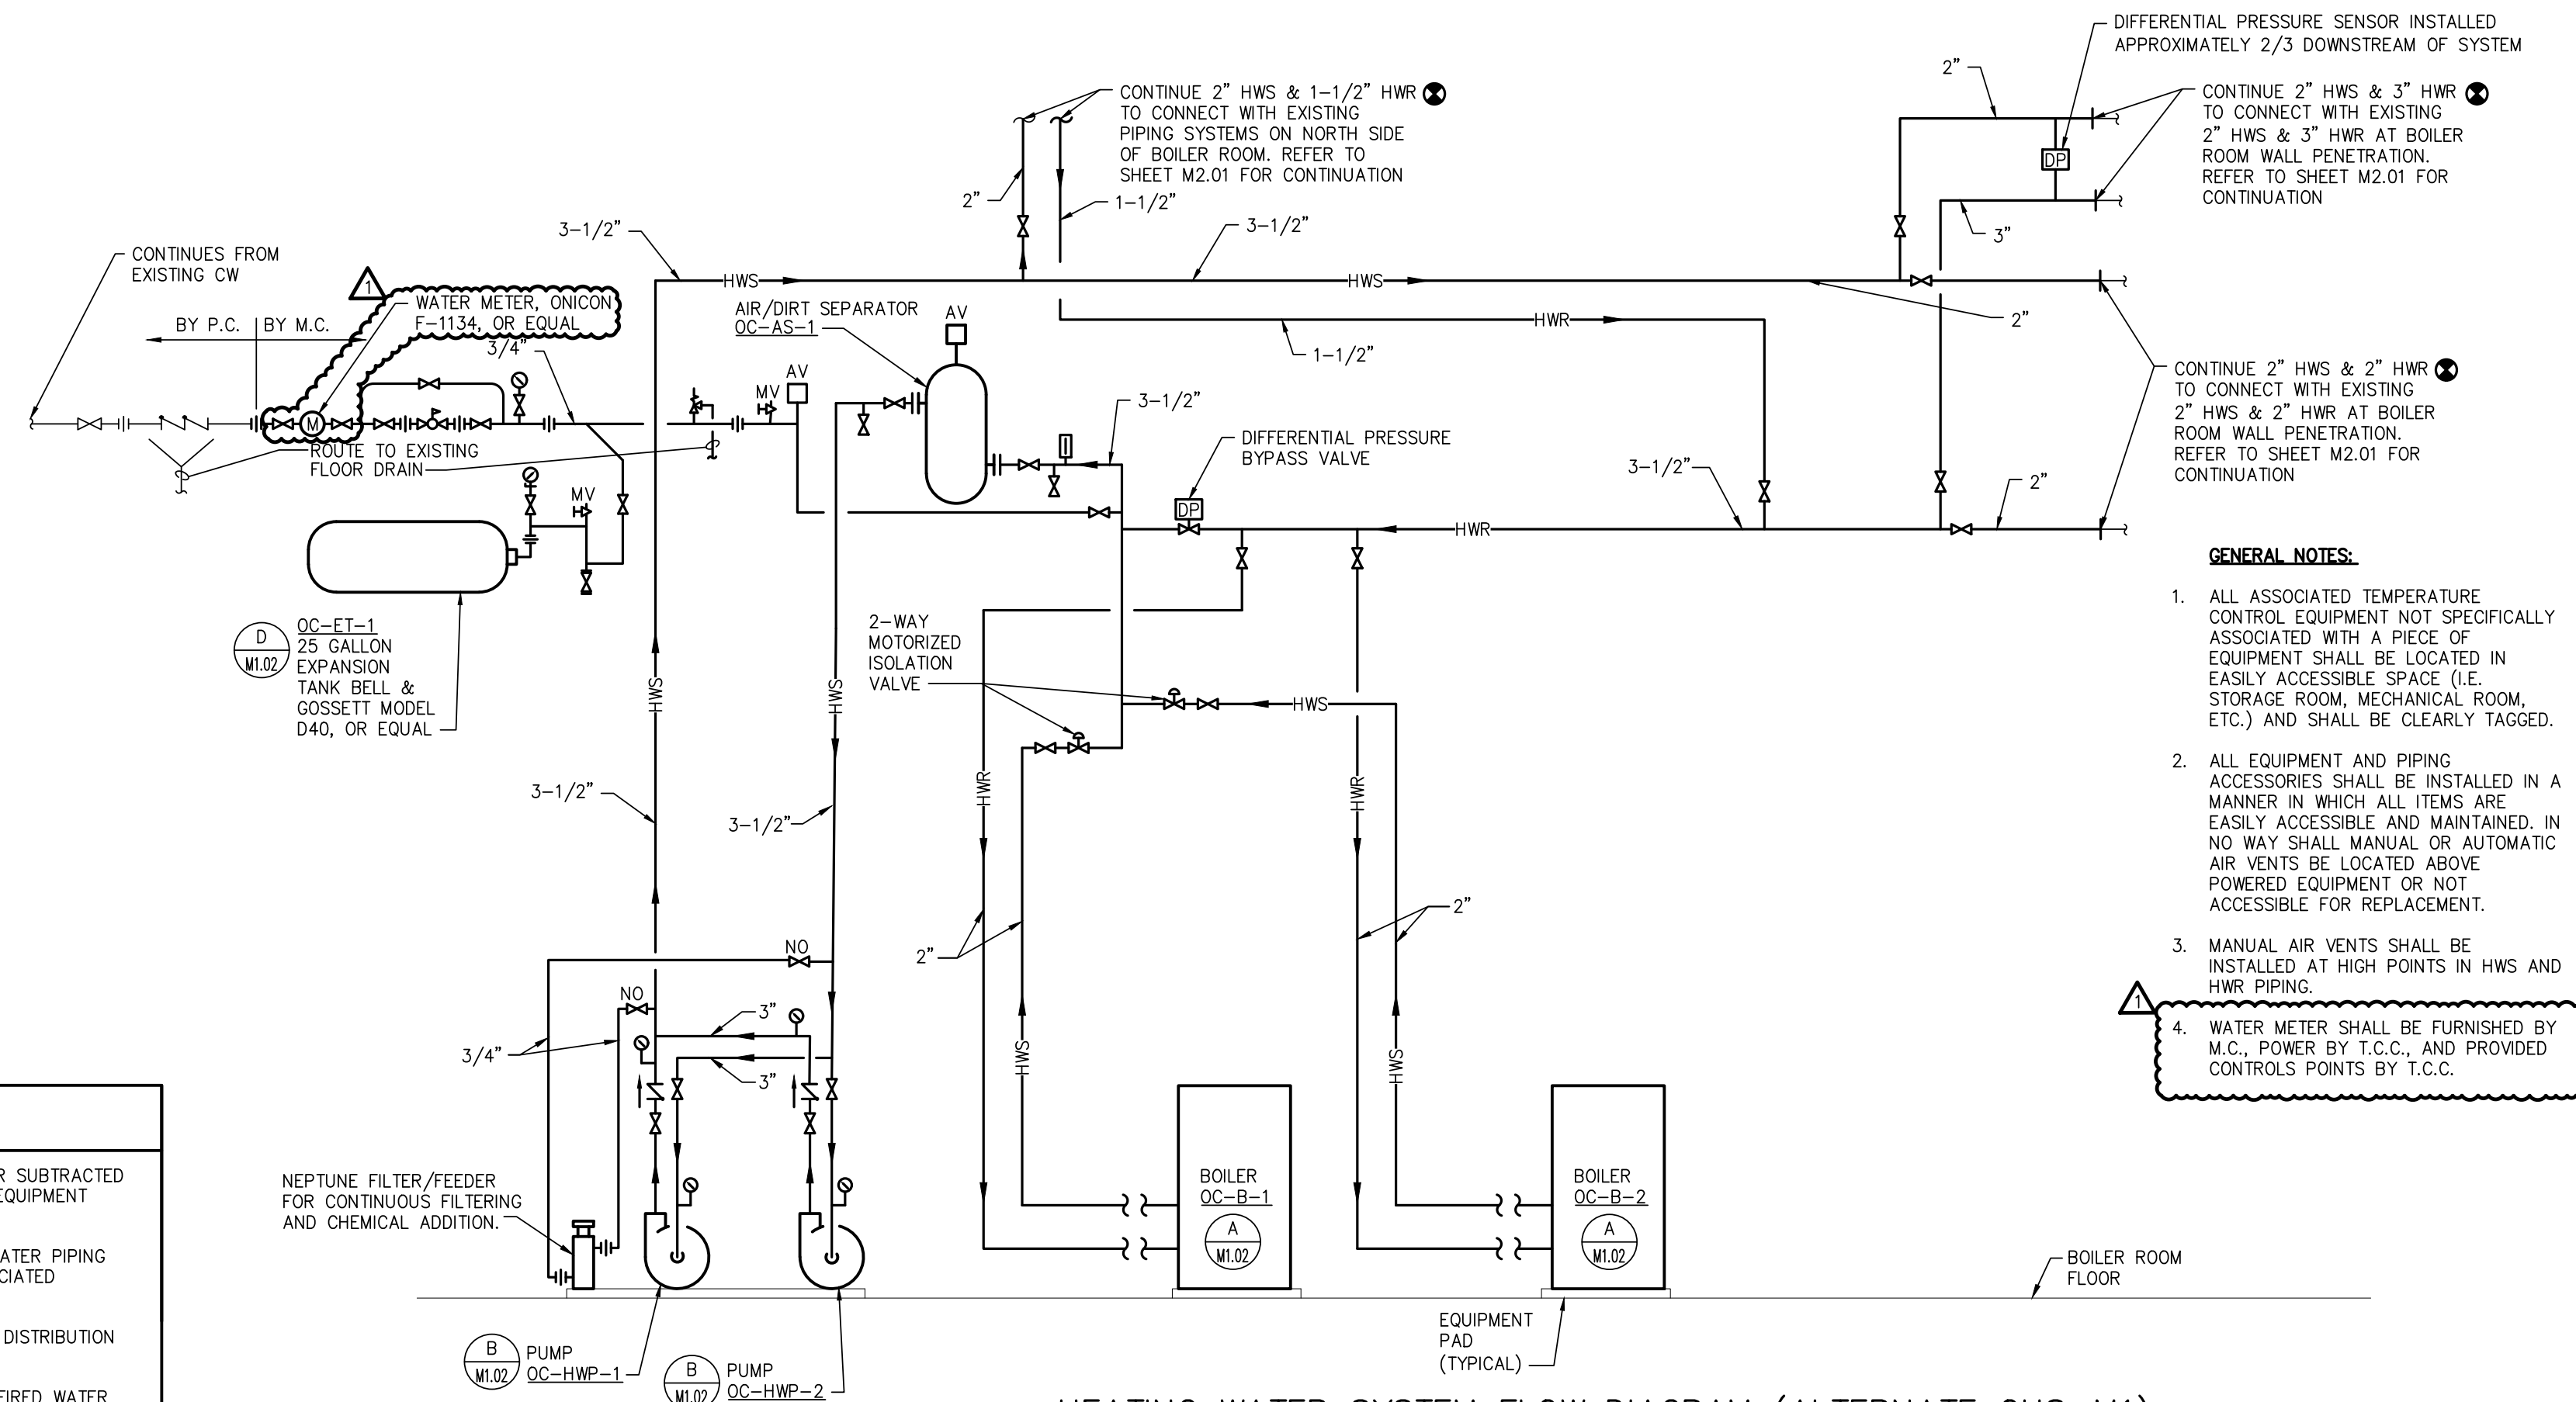 DIFFERENTIAL PRESSURE SENSOR INSTALLED
APPROXIMATELY 2/3 DOWNSTREAM OF SYSTEM
2"
CONTINUE 2" HWS & 1-1/2" HWR
TO CONNECT WITH EXISTING
PIPING SYSTEMS ON NORTH SIDE
OF BOILER ROOM. REFER TO
SHEET M2.01 FOR CONTINUATION
CONTINUE 2" HWS & 3" HWR
TO CONNECT WITH EXISTING
2" HWS & 3" HWR AT BOILER
ROOM WALL PENETRATION.
REFER TO SHEET M2.01 FOR
CONTINUATION
DP
2"
1-1/2"
3-1/2"
3-1/2"
3"
CONTINUES FROM
EXISTING CW
HWS
HWS
1
WATER METER, ONICON
F-1134, OR EQUAL
BY P.C.
BY M.C.
3/4"
AIR/DIRT SEPARATOR
OC-AS-1
AV
HWR
2"
1-1/2"
AV
MV
M
3-1/2"
CONTINUE 2" HWS & 2" HWR
TO CONNECT WITH EXISTING
2" HWS & 2" HWR AT BOILER
ROOM WALL PENETRATION.
REFER TO SHEET M2.01 FOR
CONTINUATION
ROUTE TO EXISTING
FLOOR DRAIN
DIFFERENTIAL PRESSURE
BYPASS VALVE
3-1/2"
2"
MV
DP
HWR
D
M1.02
OC-ET-1
25 GALLON
EXPANSION
TANK BELL &
GOSSETT MODEL
D40, OR EQUAL
2-WAY
MOTORIZED
ISOLATION
VALVE
HWS
HWS
HWS
HWR
HWR
3-1/2"
3-1/2"
2"
2"
NO
NO
3"
3"
3/4"
HWS
HWS
GENERAL NOTES:
1. ALL ASSOCIATED TEMPERATURE
CONTROL EQUIPMENT NOT SPECIFICALLY
ASSOCIATED WITH A PIECE OF
EQUIPMENT SHALL BE LOCATED IN
EASILY ACCESSIBLE SPACE (I.E.
STORAGE ROOM, MECHANICAL ROOM,
ETC.) AND SHALL BE CLEARLY TAGGED.
2. ALL EQUIPMENT AND PIPING
ACCESSORIES SHALL BE INSTALLED IN A
MANNER IN WHICH ALL ITEMS ARE
EASILY ACCESSIBLE AND MAINTAINED. IN
NO WAY SHALL MANUAL OR AUTOMATIC
AIR VENTS BE LOCATED ABOVE
POWERED EQUIPMENT OR NOT
ACCESSIBLE FOR REPLACEMENT.
3. MANUAL AIR VENTS SHALL BE
INSTALLED AT HIGH POINTS IN HWS AND
HWR PIPING.
1
4. WATER METER SHALL BE FURNISHED BY
M.C., POWER BY T.C.C., AND PROVIDED
CONTROLS POINTS BY T.C.C.
NEPTUNE FILTER/FEEDER
FOR CONTINUOUS FILTERING
AND CHEMICAL ADDITION.
BOILER
OC-B-1
A
M1.02
BOILER
OC-B-2
A
M1.02
BOILER ROOM
FLOOR
EQUIPMENT
PAD
(TYPICAL)
B
M1.02
PUMP
OC-HWP-1
B
M1.02
PUMP
OC-HWP-2
SUBTRACTED
EQUIPMENT
PIPING
DISTRIBUTION
WATER
HEATING WATER SYSTEM FLOW DIAGRAM